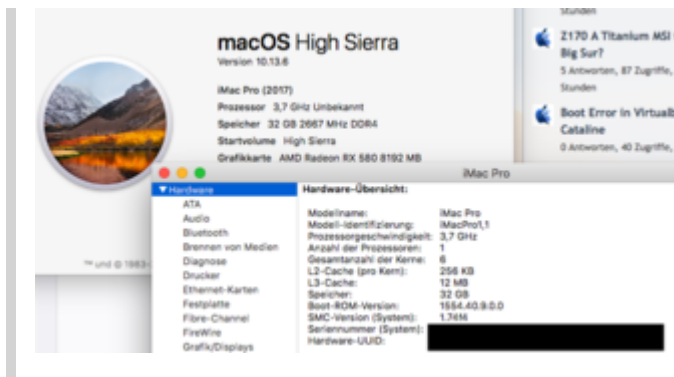 macOS High Sierra
Version 10.13.6
iMac Pro (2017)
Prozessor 3,7 GHz Unbekannt
Speicher 32 GB 2667 MHz DDR4
Startvolume High Sierra
Grafikkarte AMD Radeon RX 580 8192 MB
™ und © 1983-
Stunden
Z170 A Titanium MSI
Big Sur?
5 Antworten, 87 Zugriffe,
Stunden
Boot Error in Virtualb
Cataline
0 Antworten, 40 Zugriffe,
iMac Pro
Hardware
ATA
Audio
Bluetooth
Brennen von Medien
Diagnose
Drucker
Ethernet-Karten
Festplatte
Fibre-Channel
FireWire
Grafik/Displays
Hardware-Übersicht:
Modellname: iMac Pro
Modell-Identifizierung: iMacPro1,1
Prozessorgeschwindigkeit: 3,7 GHz
Anzahl der Prozessoren: 1
Gesamtanzahl der Kerne: 6
L2-Cache (pro Kern): 256 KB
L3-Cache: 12 MB
Speicher: 32 GB
Boot-ROM-Version: 1554.40.9.0.0
SMC-Version (System): 1.74f4
Seriennummer (System):
Hardware-UUID: